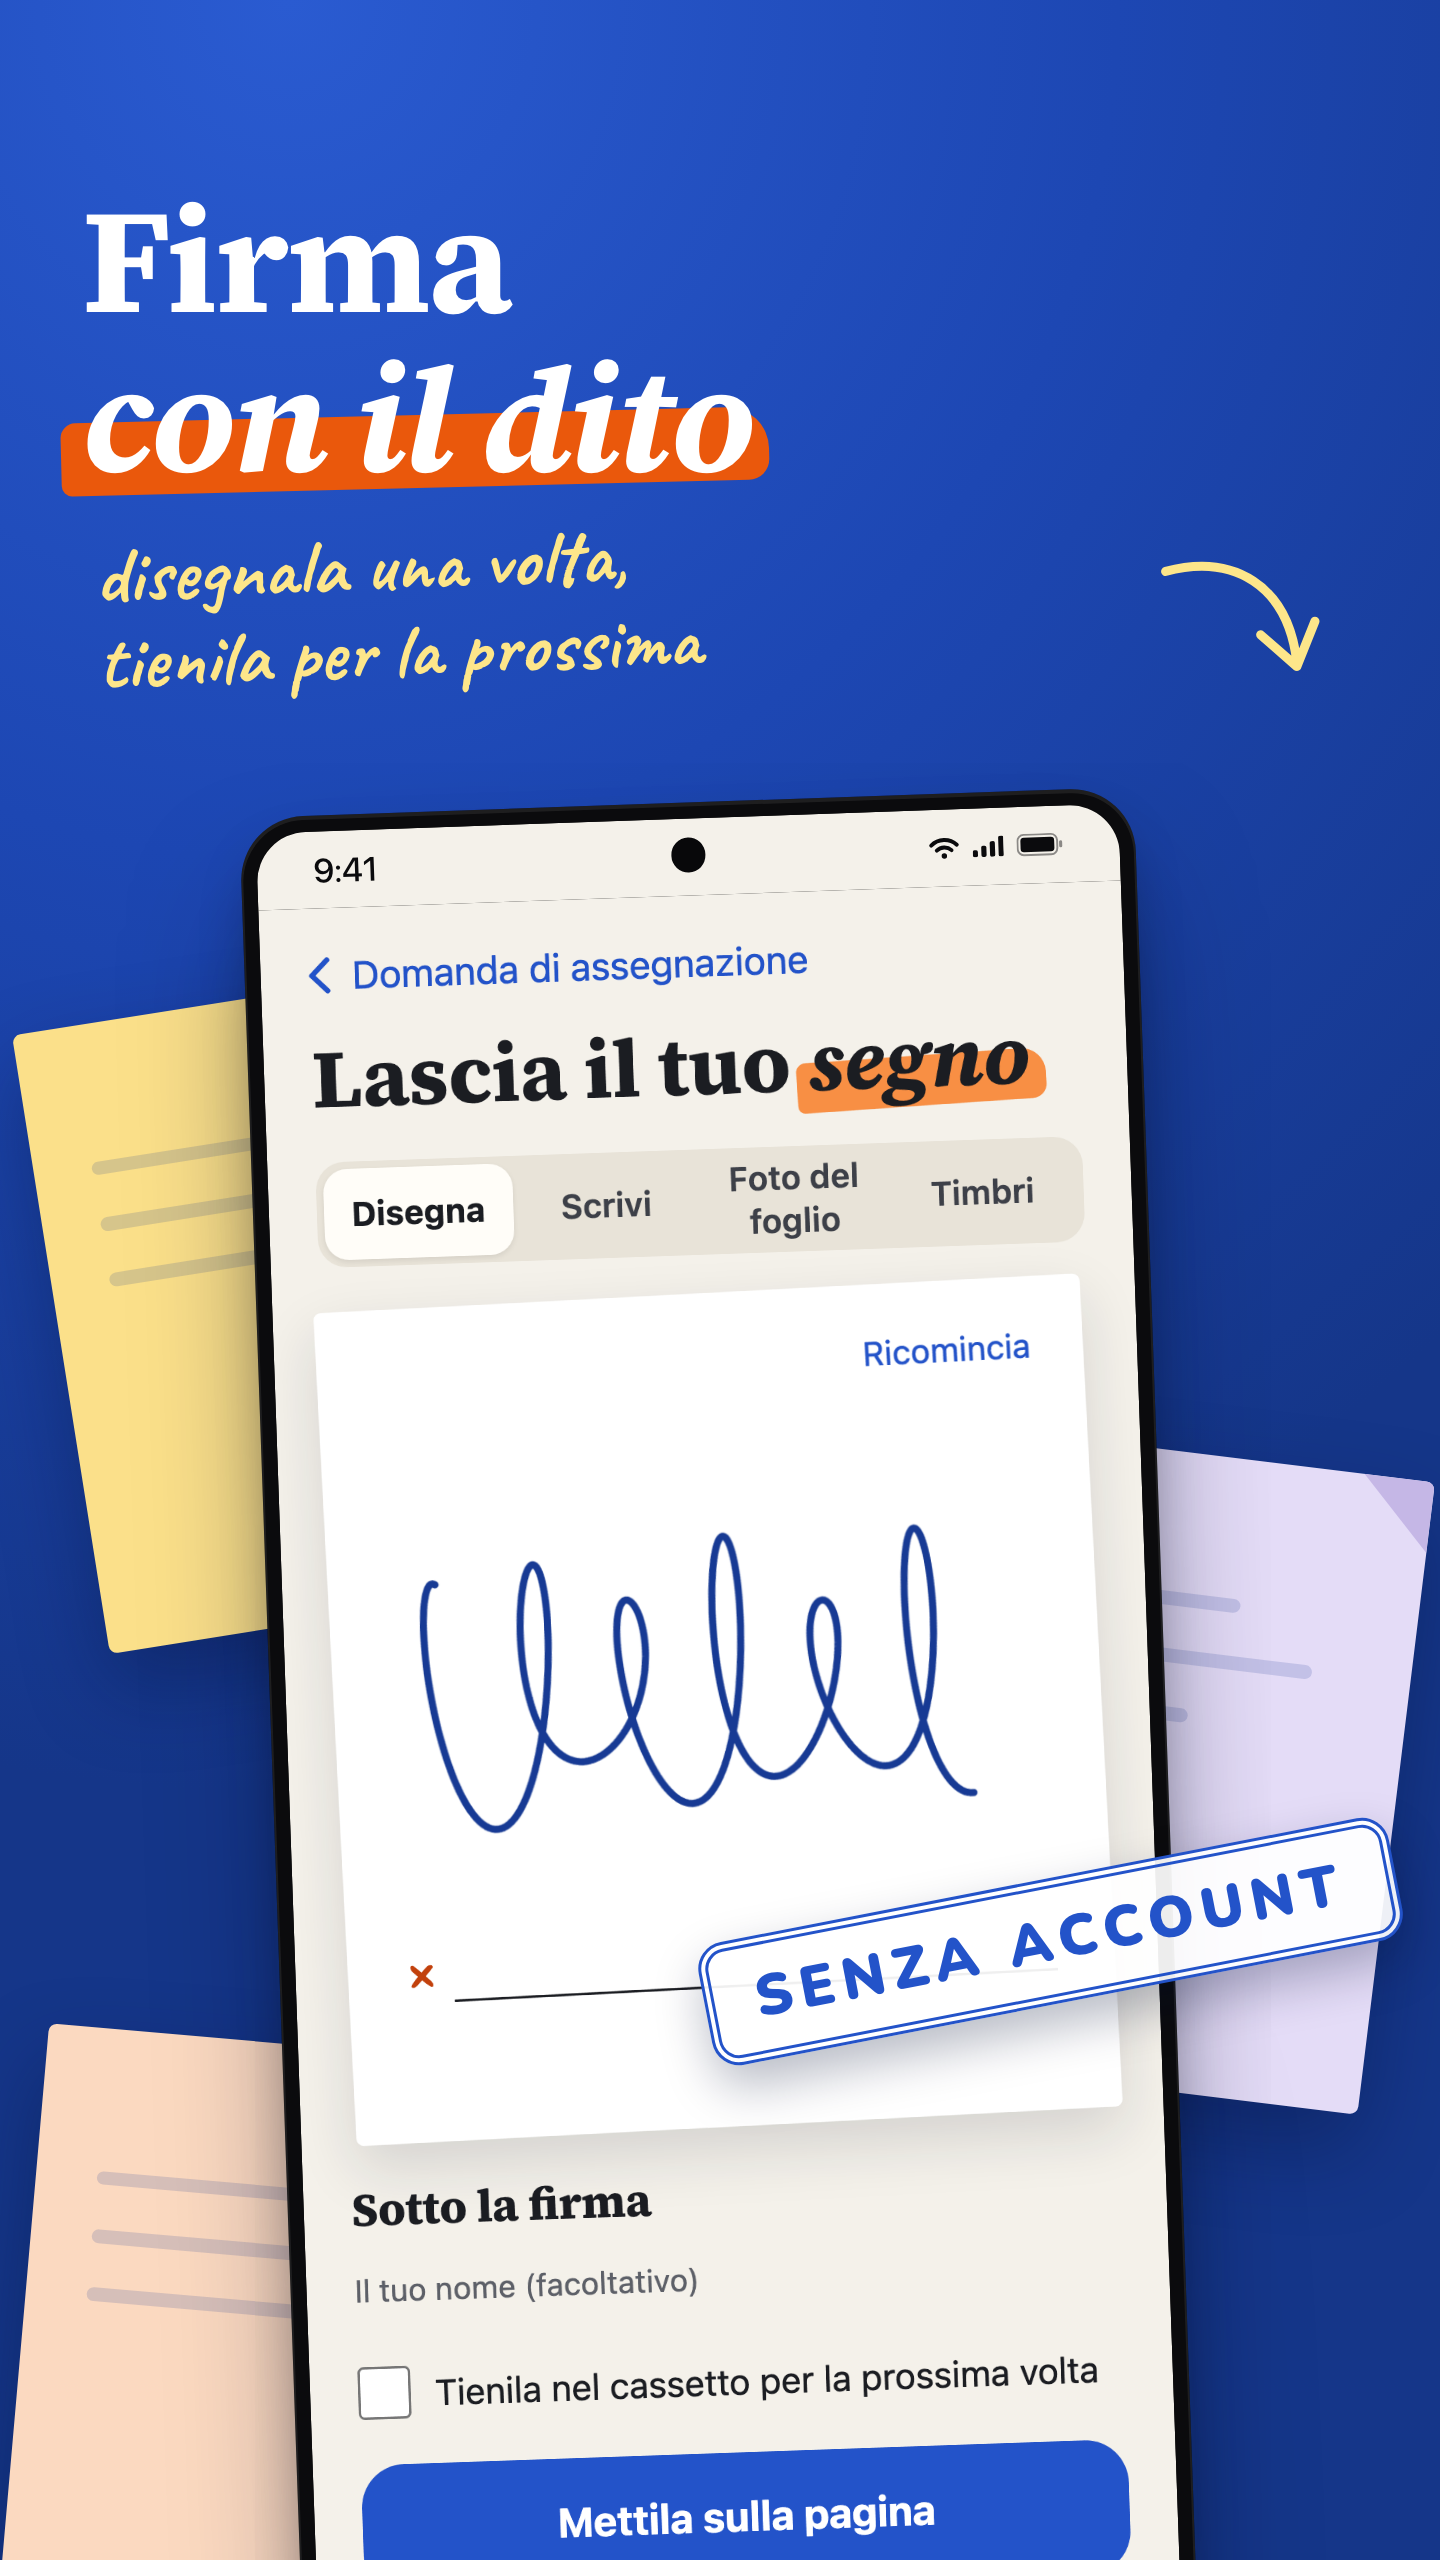 Firma
con il dito
disegnala una volta,
tienila per la prossima
9:41
Domanda di assegnazione
Lascia il tuo segno
Disegna
Scrivi
Foto del
foglio
Timbri
Ricomincia
SENZA ACCOUNT
Sotto la firma
Il tuo nome (facoltativo)
Tienila nel cassetto per la prossima volta
Mettila sulla pagina